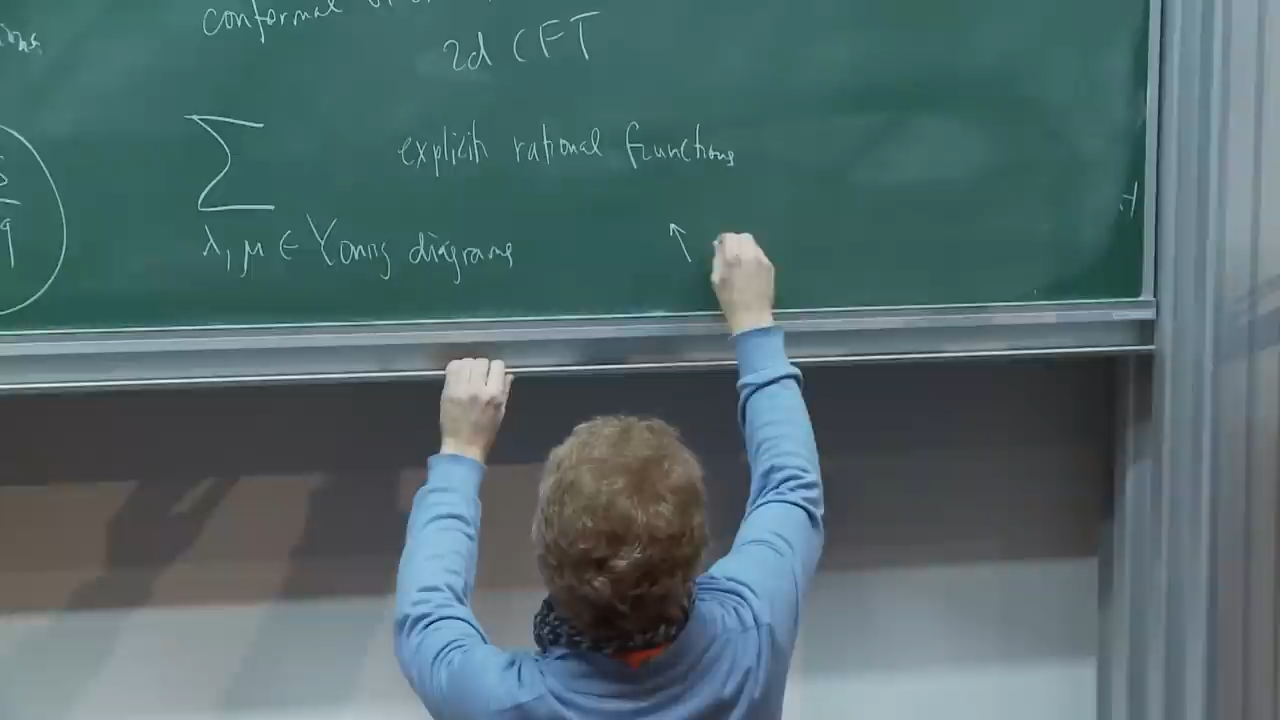 conformal
2d CFT
∑ explicit rational functions
λ, μ ∈ Young diagrams